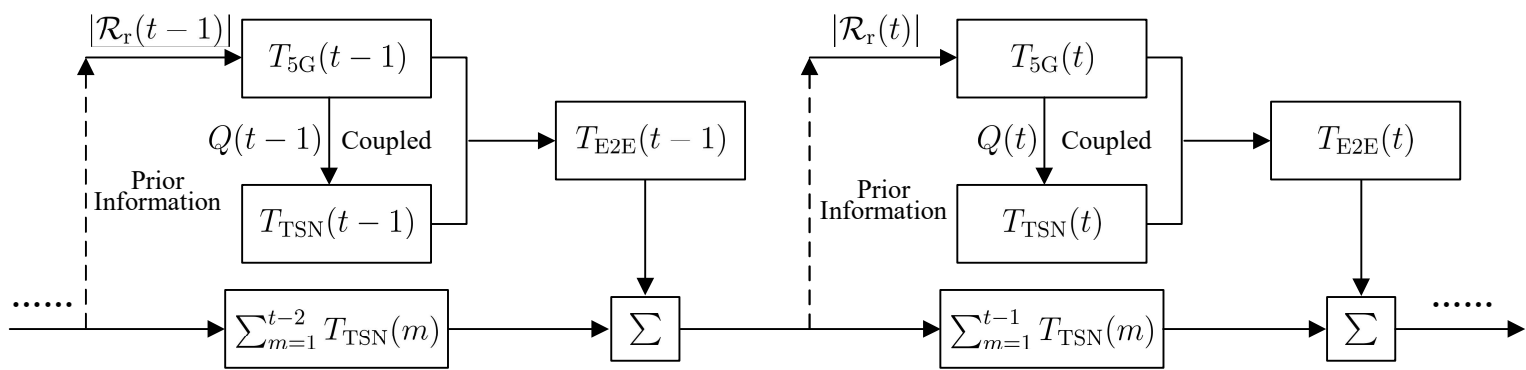 |ℛ_r(t − 1)|
T_5G(t − 1)
Q(t − 1)
Coupled
T_E2E(t − 1)
Prior
Information
T_TSN(t − 1)
......
∑_{m=1}^{t−2} T_TSN(m)
∑
|ℛ_r(t)|
T_5G(t)
Q(t)
Coupled
T_E2E(t)
Prior
Information
T_TSN(t)
∑_{m=1}^{t−1} T_TSN(m)
∑
......